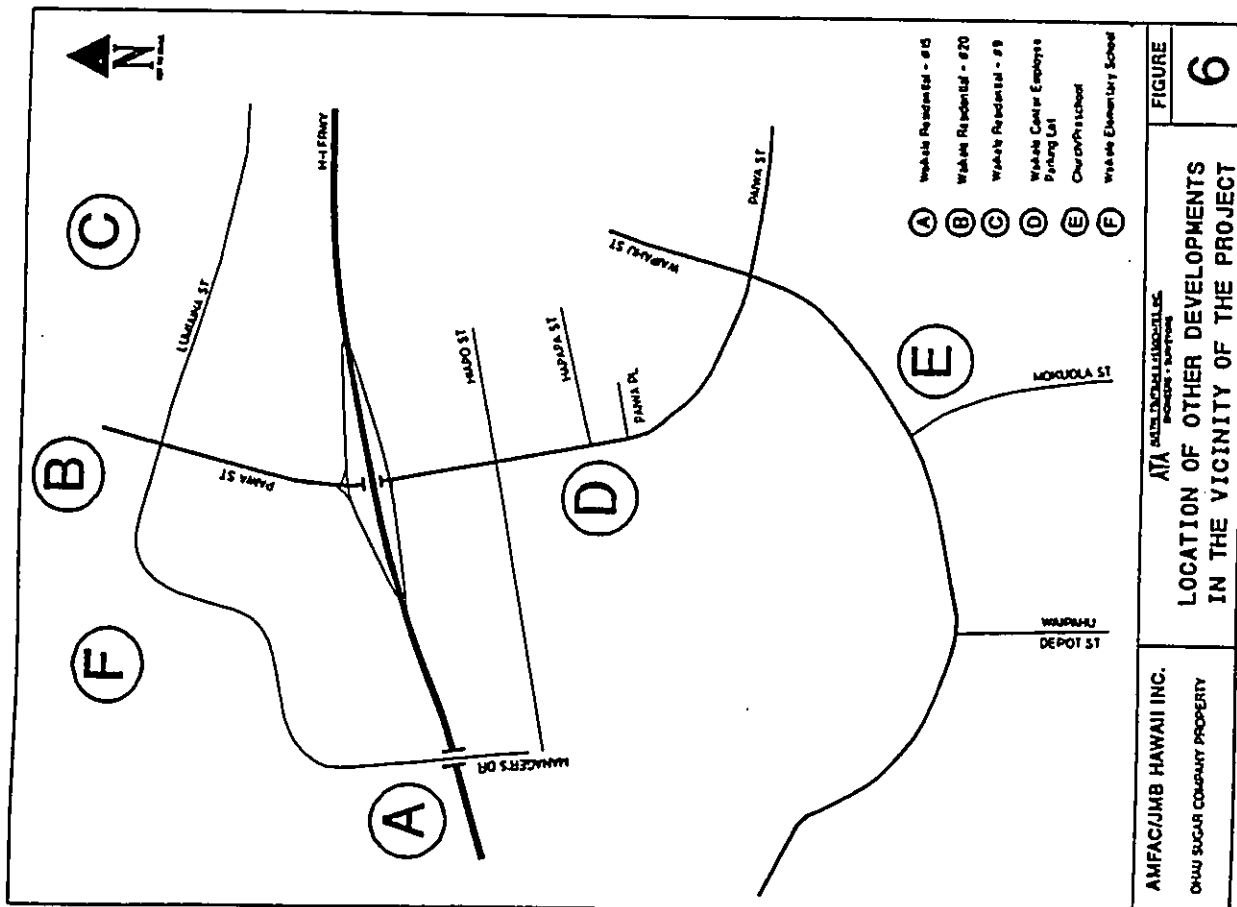 N
C
LUMIAINA ST
H-1 FRWY
B
PAIWA ST
F
A
MANAGER'S DR
HIAPO ST
HAPAPA ST
PAIWA PL
D
WAIPAHU ST
PAIWA ST
E
MOKUOLA ST
WAIPAHU
DEPOT ST
A Waikele Residential - #15
B Waikele Residential - #20
C Waikele Residential - #9
D Waikele Center Employee
Parking Lot
E Church/Preschool
F Waikele Elementary School
AMFAC/JMB HAWAII INC.
OAHU SUGAR COMPANY PROPERTY
ATA
LOCATION OF OTHER DEVELOPMENTS
IN THE VICINITY OF THE PROJECT
FIGURE
6